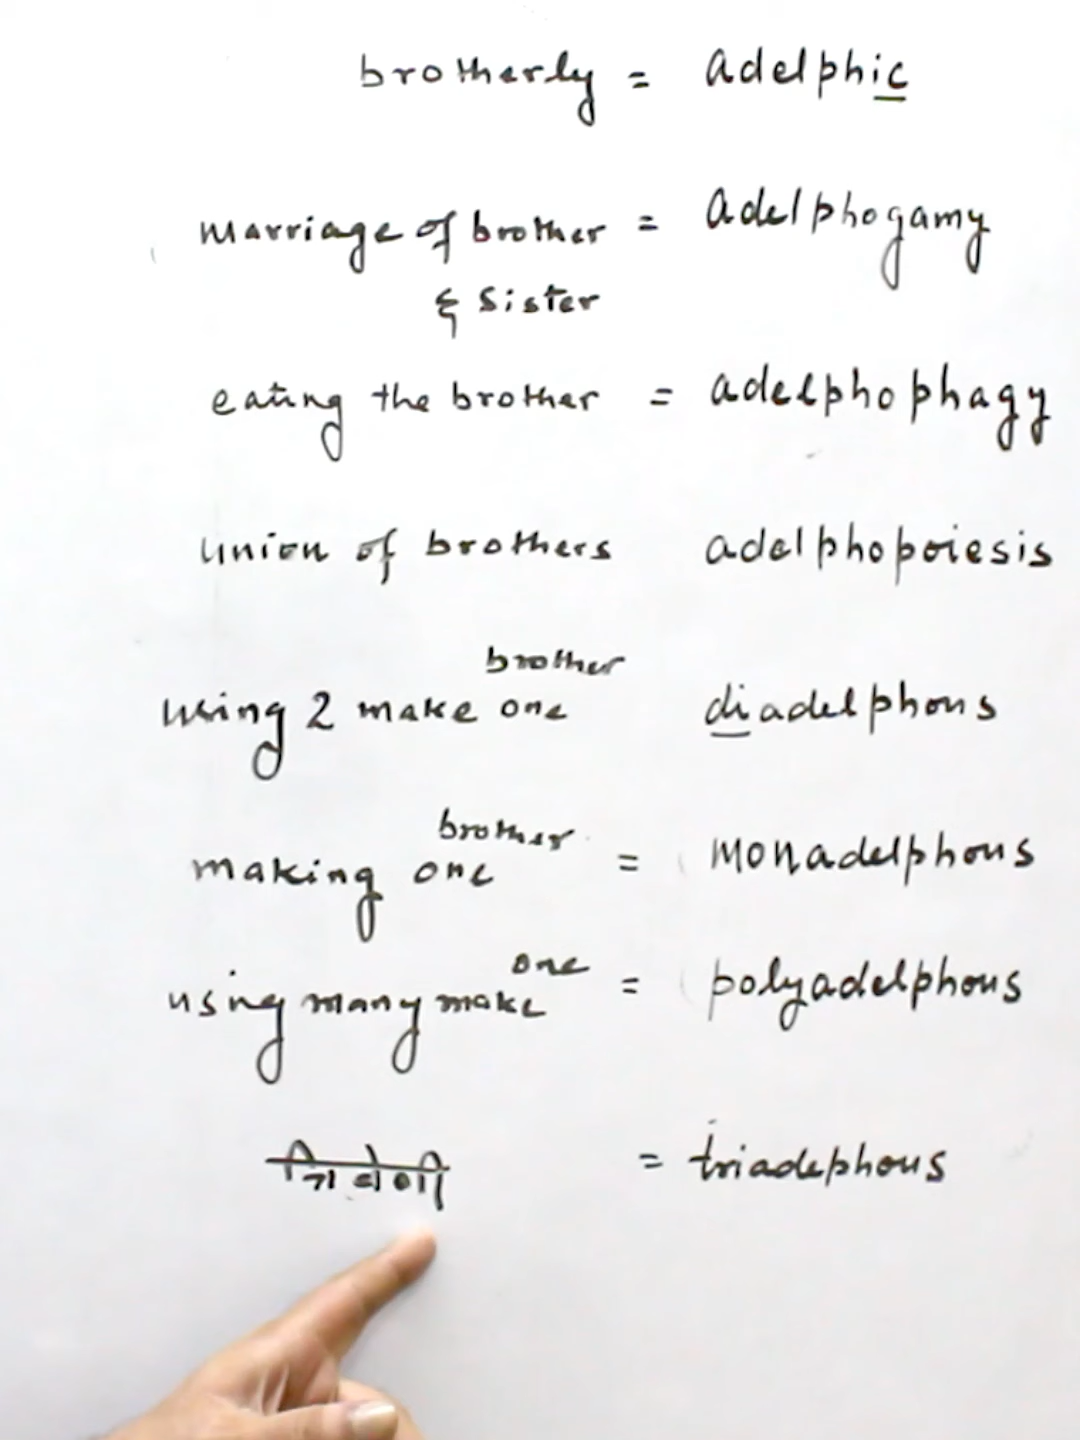 brotherly = adelphic
marriage of brother = adelphogamy
& sister
eating the brother = adelphophagy
union of brothers adelphopoiesis
brother
using 2 make one diadelphous
brother
making one = monadelphous
one
using many make = polyadelphous
त्रिवेणी = triadephous